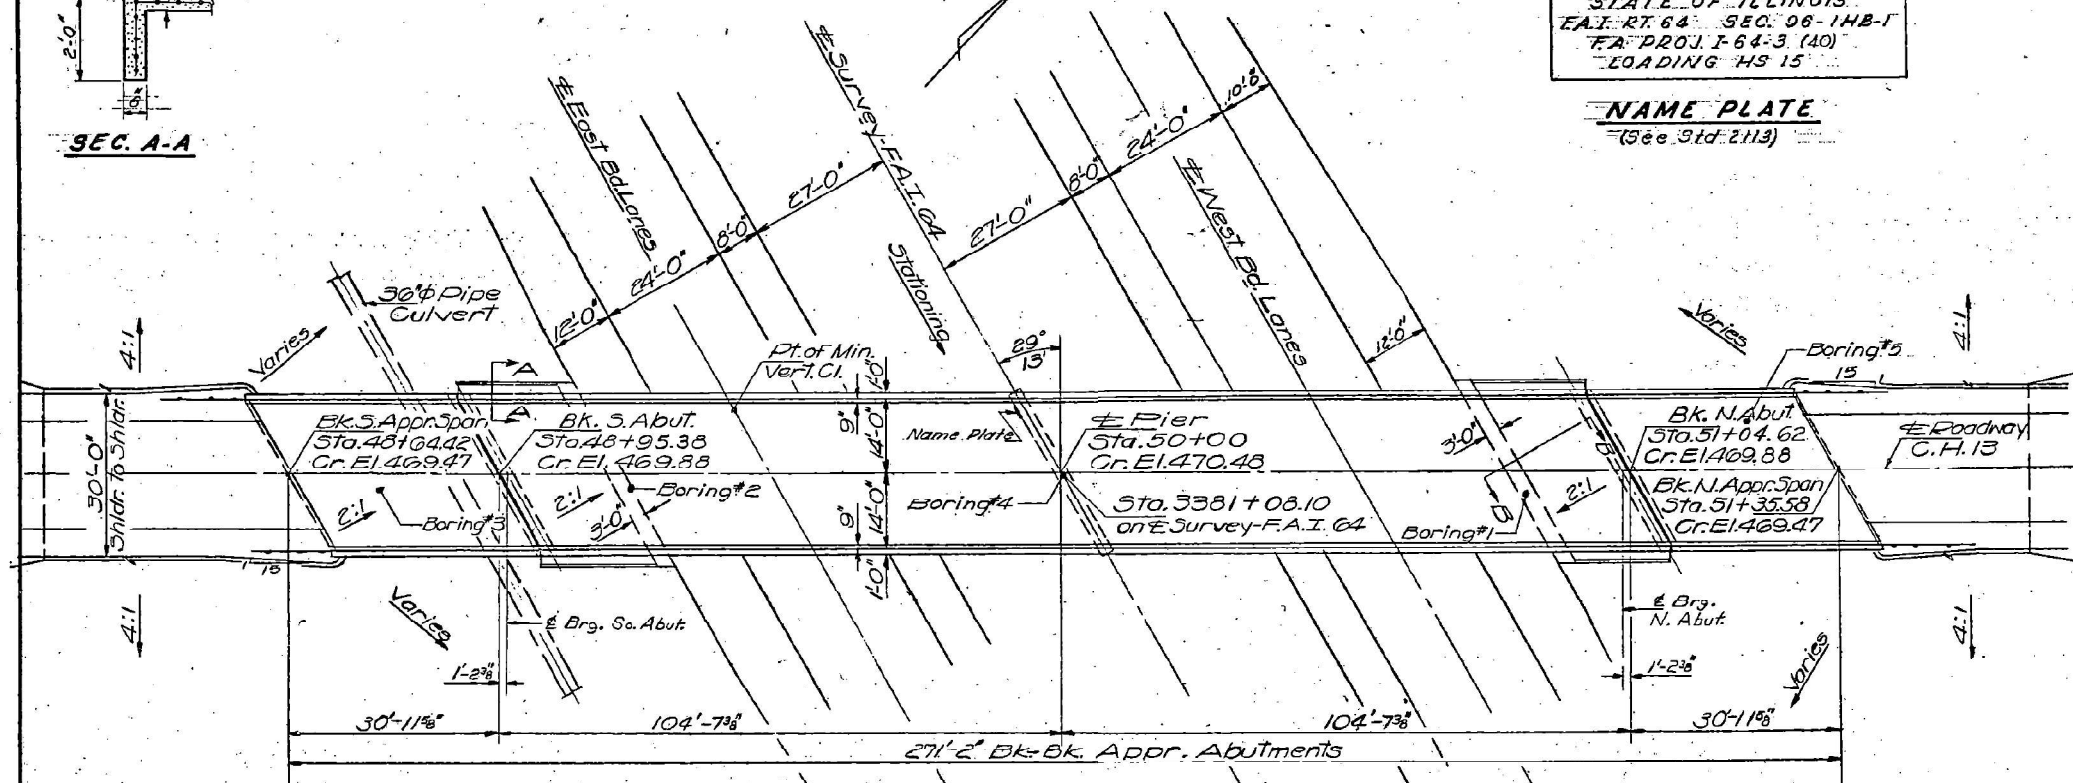 2'-0"
6"
SEC. A-A
STATE OF ILLINOIS
F.A.I. RT. 64 SEC. 96-1HB-1
F.A. PROJ. I-64-3 (40)
LOADING HS 15
NAME PLATE
(See Std. 2113)
℄ East Bd. Lanes
℄ Survey-F.A.I. 64
Stationing
℄ West Bd. Lanes
12'-0"
24'-0"
8'-0"
27'-0"
27'-0"
8'-0"
24'-0"
10'-0"
12'-0"
36"ϕ Pipe
Culvert
4:1
Varies
A
A
Pt. of Min.
Vert. Cl.
1'-0"
29°
13'
Varies
4:1
Boring #5
15
30'-0"
Shldr. To Shldr.
Bk. S. Appr. Span
Sta. 48+64.42
Cr. El. 469.47
Bk. S. Abut.
Sta. 48+95.38
Cr. El. 469.88
9"
14'-0"
Name Plate
℄ Pier
Sta. 50+00
Cr. El. 470.48
3'-0"
B
Bk. N. Abut.
Sta. 51+04.62
Cr. El. 469.88
℄ Roadway
C.H. 13
2:1
Boring #3
2:1
3'-0"
Boring #2
9"
14'-0"
Boring #4
Sta. 3381+08.10
on ℄ Survey-F.A.I. 64
Boring #1
B
2:1
Bk. N. Appr. Span
Sta. 51+35.58
Cr. El. 469.47
15
1'-0"
4:1
Varies
℄ Brg. So. Abut.
℄ Brg.
N. Abut.
Varies
4:1
1'-2⅜"
1'-2⅜"
30'-11⅝"
104'-7⅜"
104'-7⅜"
30'-11⅝"
271'-2" Bk-Bk. Appr. Abutments